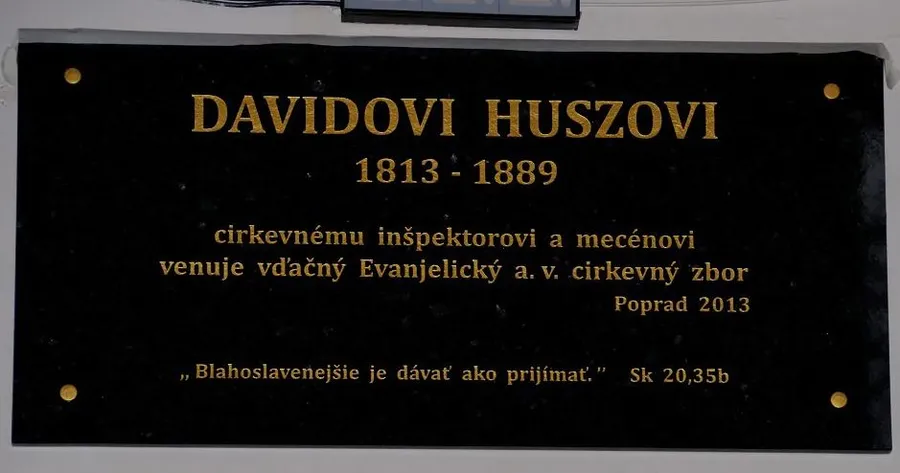 DAVIDOVI HUSZOVI
1813 - 1889
cirkevnému inšpektorovi a mecénovi
venuje vďačný Evanjelický a. v. cirkevný zbor
Poprad 2013
„Blahoslavenejšie je dávať ako prijímať." Sk 20,35b